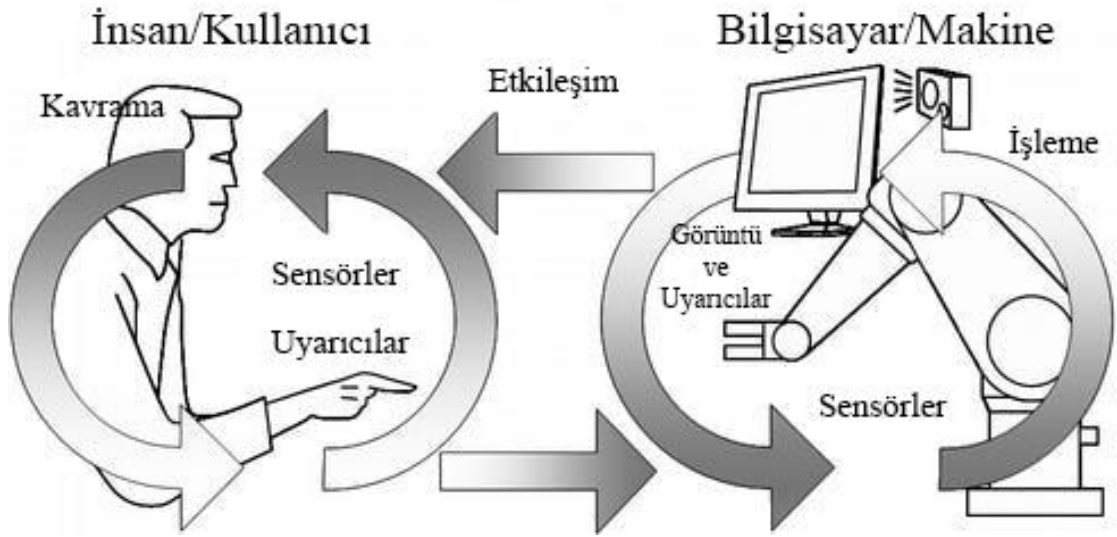 İnsan/Kullanıcı
Bilgisayar/Makine
Kavrama
Etkileşim
İşleme
Sensörler
Uyarıcılar
Görüntü
ve
Uyarıcılar
Sensörler